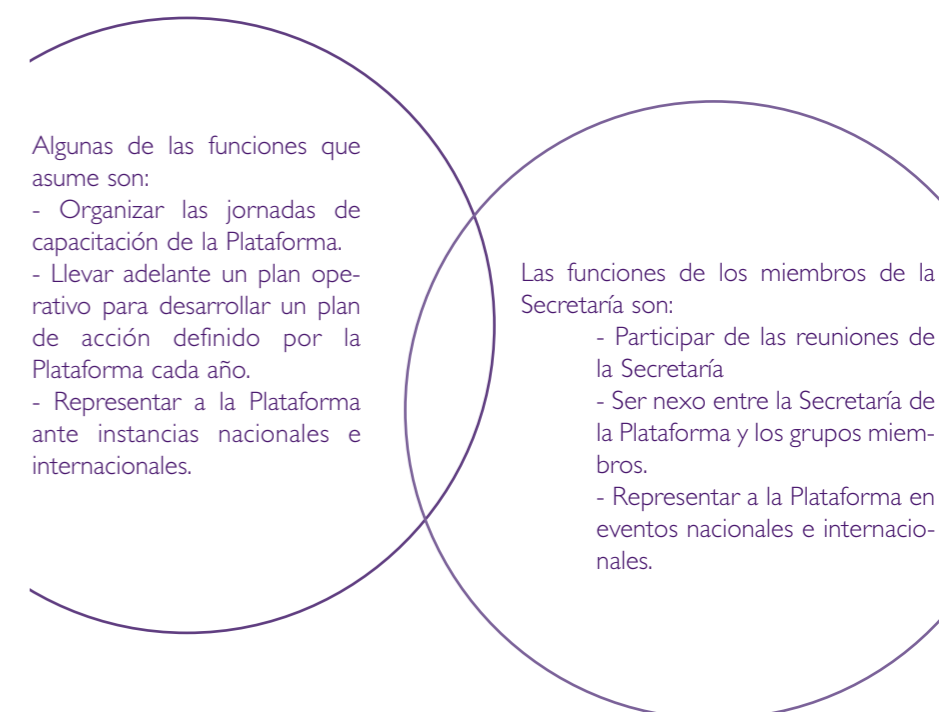 Algunas de las funciones que
asume son:
- Organizar las jornadas de
capacitación de la Plataforma.
- Llevar adelante un plan ope-
rativo para desarrollar un plan
de acción definido por la
Plataforma cada año.
- Representar a la Plataforma
ante instancias nacionales e
internacionales.
Las funciones de los miembros de la
Secretaría son:
- Participar de las reuniones de
la Secretaría
- Ser nexo entre la Secretaría de
la Plataforma y los grupos miem-
bros.
- Representar a la Plataforma en
eventos nacionales e internacio-
nales.